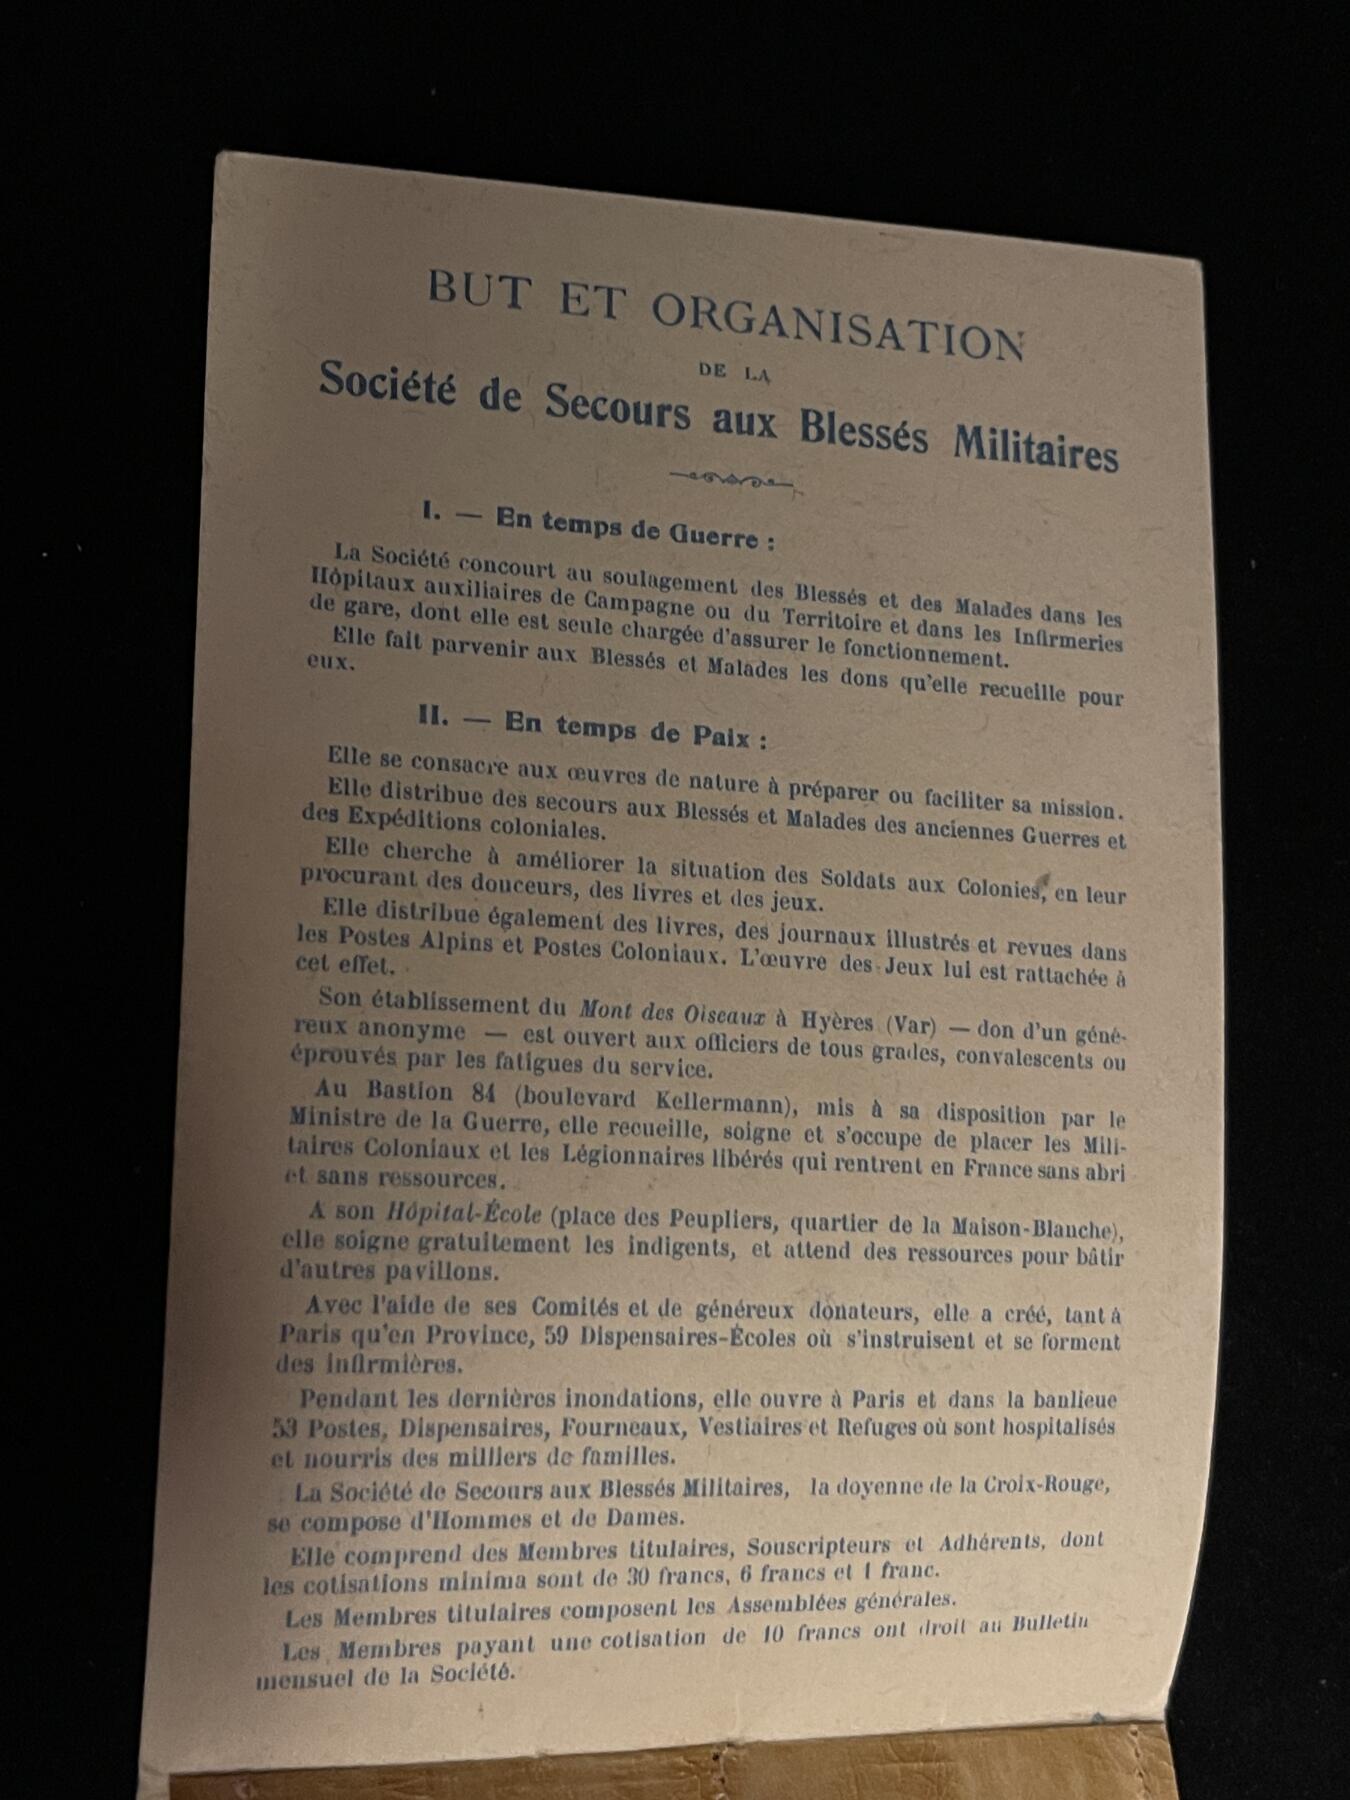 BUT ET ORGANISATION
DE LA
Société de Secours aux Blessés Militaires
I. — En temps de Guerre :
La Société concourt au soulagement des Blessés et des Malades dans les
Hôpitaux auxiliaires de Campagne ou du Territoire et dans les Infirmeries
de gare, dont elle est seule chargée d'assurer le fonctionnement.
Elle fait parvenir aux Blessés et Malades les dons qu'elle recueille pour
eux.
II. — En temps de Paix :
Elle se consacre aux œuvres de nature à préparer ou faciliter sa mission.
Elle distribue des secours aux Blessés et Malades des anciennes Guerres et
des Expéditions coloniales.
Elle cherche à améliorer la situation des Soldats aux Colonies, en leur
procurant des douceurs, des livres et des jeux.
Elle distribue également des livres, des journaux illustrés et revues dans
les Postes Alpins et Postes Coloniaux. L'œuvre des Jeux lui est rattachée à
cet effet.
Son établissement du Mont des Oiseaux à Hyères (Var) — don d'un géné-
reux anonyme — est ouvert aux officiers de tous grades, convalescents ou
éprouvés par les fatigues du service.
Au Bastion 84 (boulevard Kellermann), mis à sa disposition par le
Ministre de la Guerre, elle recueille, soigne et s'occupe de placer les Mili-
taires Coloniaux et les Légionnaires libérés qui rentrent en France sans abri
et sans ressources.
A son Hôpital-École (place des Peupliers, quartier de la Maison-Blanche),
elle soigne gratuitement les indigents, et attend des ressources pour bâtir
d'autres pavillons.
Avec l'aide de ses Comités et de généreux donateurs, elle a créé, tant à
Paris qu'en Province, 59 Dispensaires-Écoles où s'instruisent et se forment
des infirmières.
Pendant les dernières inondations, elle ouvre à Paris et dans la banlieue
53 Postes, Dispensaires, Fourneaux, Vestiaires et Refuges où sont hospitalisés
et nourris des milliers de familles.
La Société de Secours aux Blessés Militaires, la doyenne de la Croix-Rouge,
se compose d'Hommes et de Dames.
Elle comprend des Membres titulaires, Souscripteurs et Adhérents, dont
les cotisations minima sont de 30 francs, 6 francs et 1 franc.
Les Membres titulaires composent les Assemblées générales.
Les Membres payant une cotisation de 10 francs ont droit au Bulletin
mensuel de la Société.